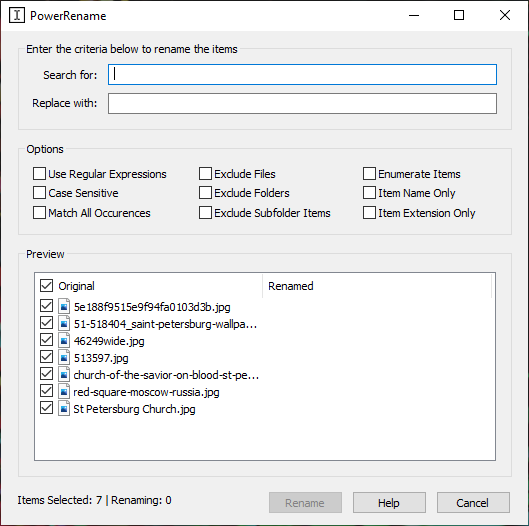 PowerRename
Enter the criteria below to rename the items
Search for:
Replace with:
Options
Use Regular Expressions
Exclude Files
Enumerate Items
Case Sensitive
Exclude Folders
Item Name Only
Match All Occurences
Exclude Subfolder Items
Item Extension Only
Preview
Original Renamed
5e188f9515e9f94fa0103d3b.jpg
51-518404_saint-petersburg-wallpa...
46249wide.jpg
513597.jpg
church-of-the-savior-on-blood-st-pe...
red-square-moscow-russia.jpg
St Petersburg Church.jpg
Items Selected: 7 | Renaming: 0
Rename
Help
Cancel